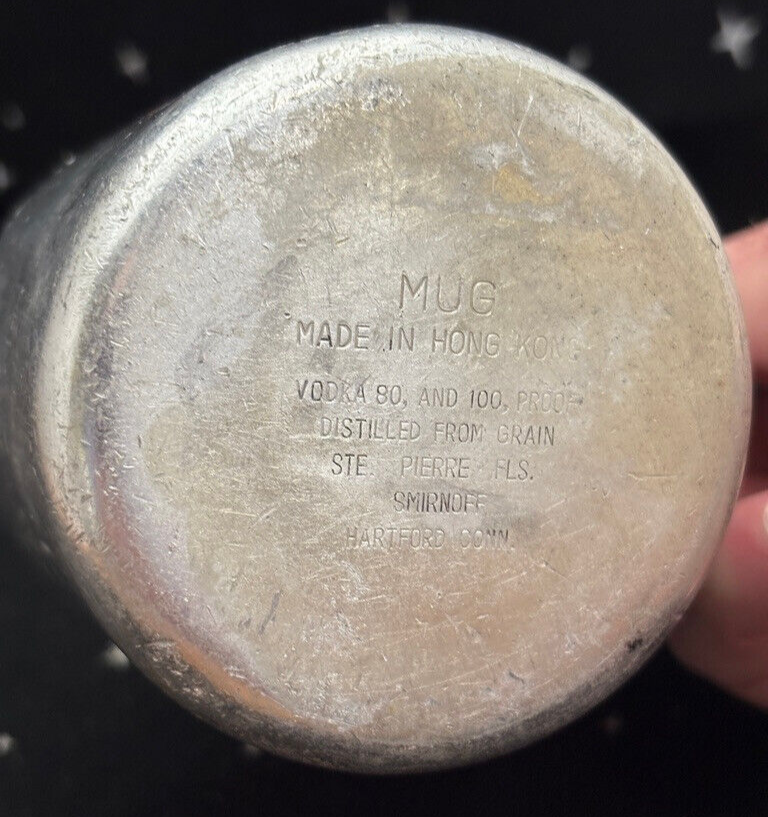 MUG
MADE IN HONG KONG
VODKA 80, AND 100, PROOF
DISTILLED FROM GRAIN
STE. PIERRE FLS.
SMIRNOFF
HARTFORD CONN.